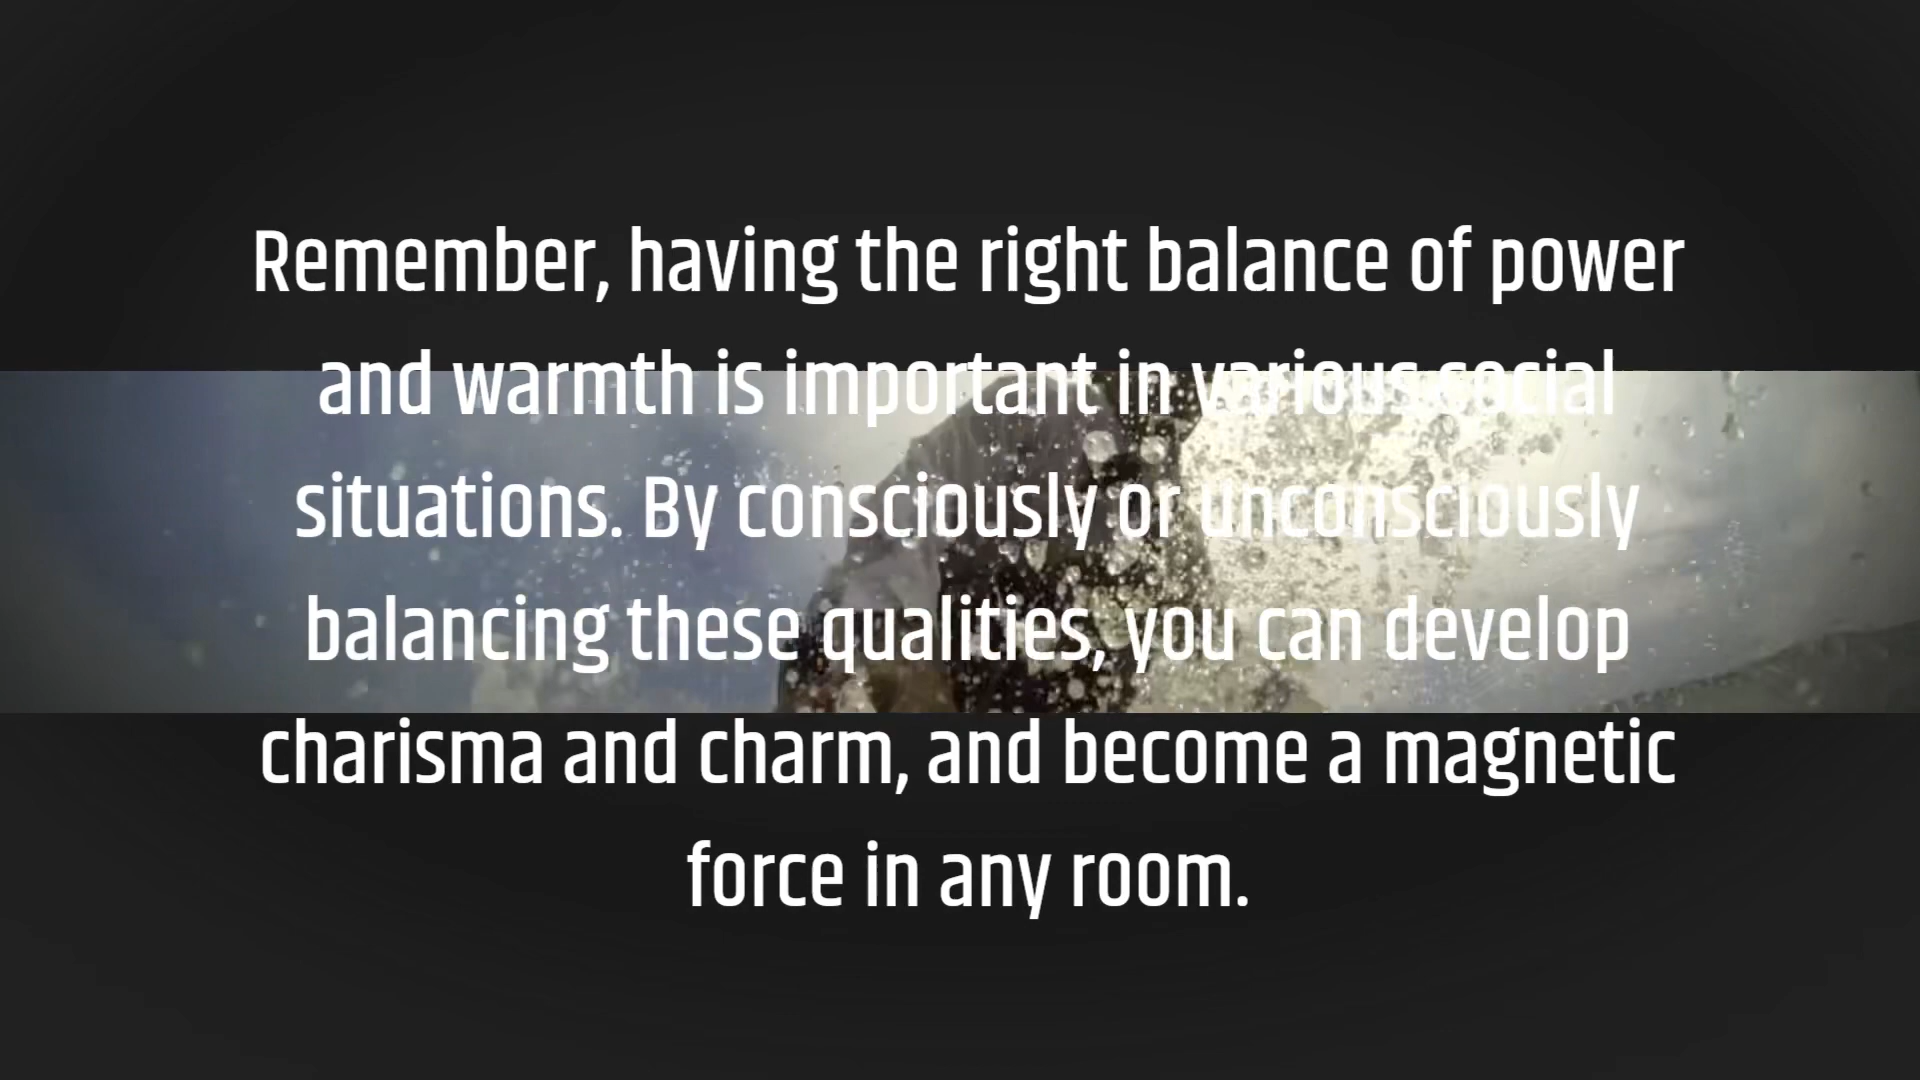 Remember, having the right balance of power
and warmth is important in various social
situations. By consciously or unconsciously
balancing these qualities, you can develop
charisma and charm, and become a magnetic
force in any room.